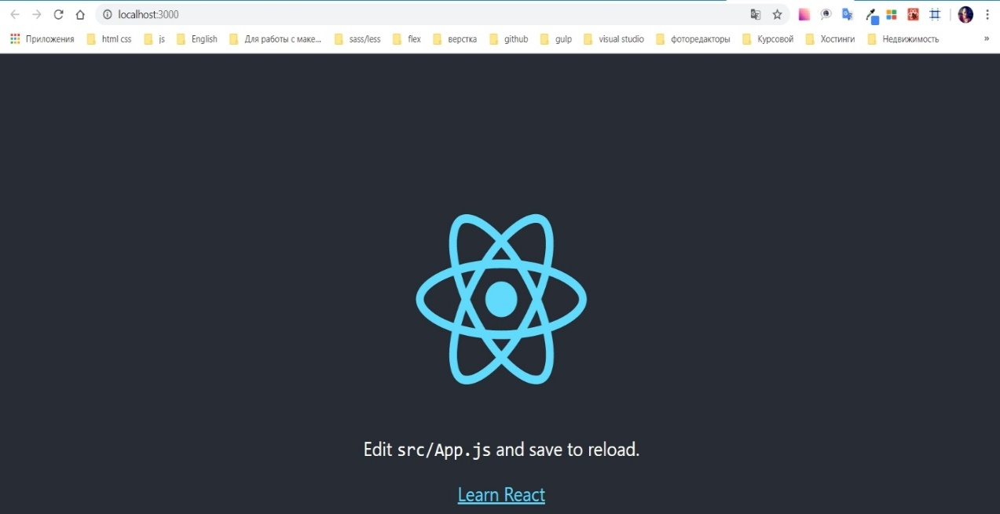 localhost:3000
Приложения html css js English Для работы с маке... sass/less flex верстка github gulp visual studio фоторедакторы Курсовой Хостинги Недвижимость »
Edit src/App.js and save to reload.
Learn React